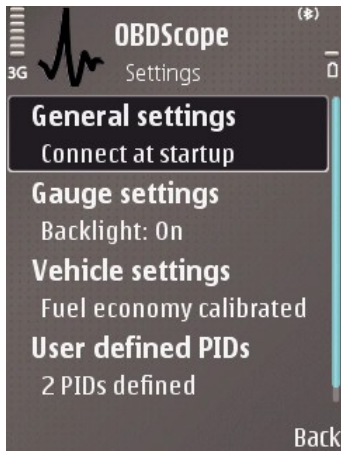 OBDScope
3G
Settings
General settings
Connect at startup
Gauge settings
Backlight: On
Vehicle settings
Fuel economy calibrated
User defined PIDs
2 PIDs defined
Back